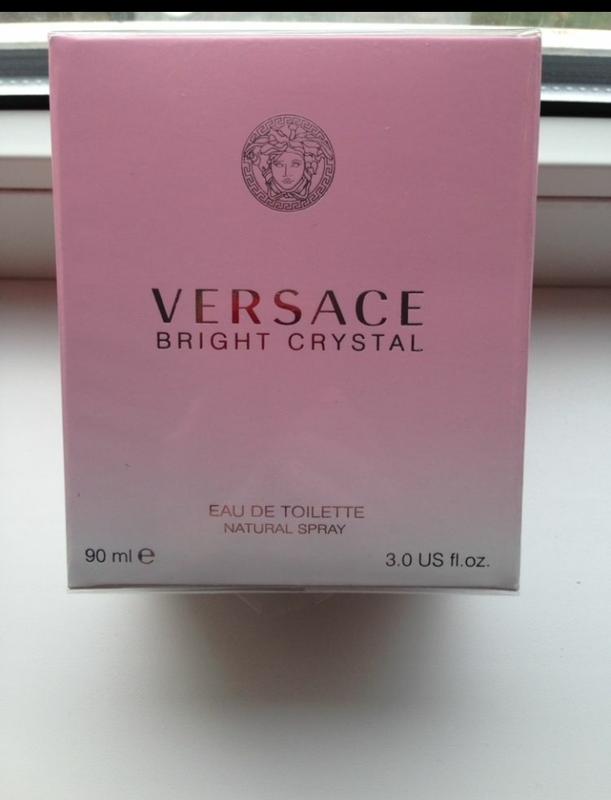 VERSACE
BRIGHT CRYSTAL
EAU DE TOILETTE
NATURAL SPRAY
90 ml ℮
3.0 US fl.oz.